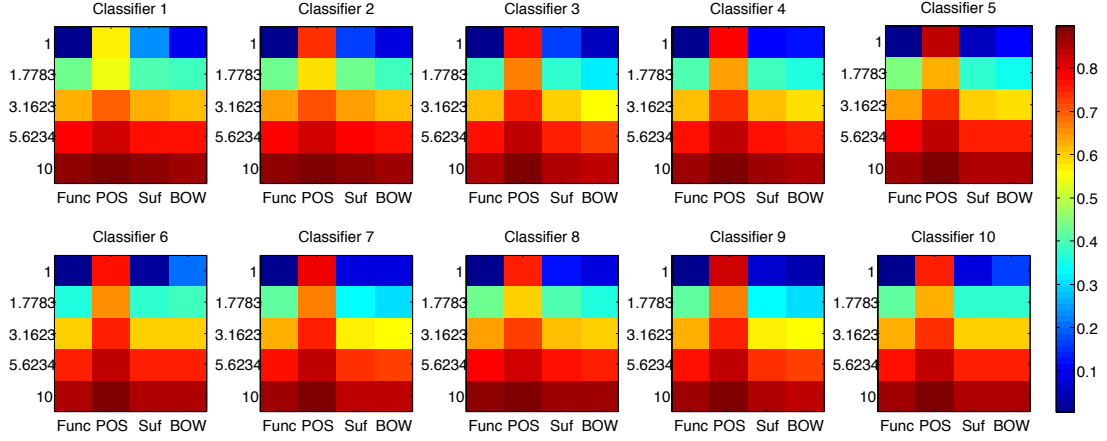 Classifier 1
Classifier 2
Classifier 3
Classifier 4
Classifier 5
1
1.7783
3.1623
5.6234
10
Func POS Suf BOW
1
1.7783
3.1623
5.6234
10
Func POS Suf BOW
1
1.7783
3.1623
5.6234
10
Func POS Suf BOW
1
1.7783
3.1623
5.6234
10
Func POS Suf BOW
1
1.7783
3.1623
5.6234
10
Func POS Suf BOW
Classifier 6
Classifier 7
Classifier 8
Classifier 9
Classifier 10
1
1.7783
3.1623
5.6234
10
Func POS Suf BOW
1
1.7783
3.1623
5.6234
10
Func POS Suf BOW
1
1.7783
3.1623
5.6234
10
Func POS Suf BOW
1
1.7783
3.1623
5.6234
10
Func POS Suf BOW
1
1.7783
3.1623
5.6234
10
Func POS Suf BOW
0.8
0.7
0.6
0.5
0.4
0.3
0.2
0.1